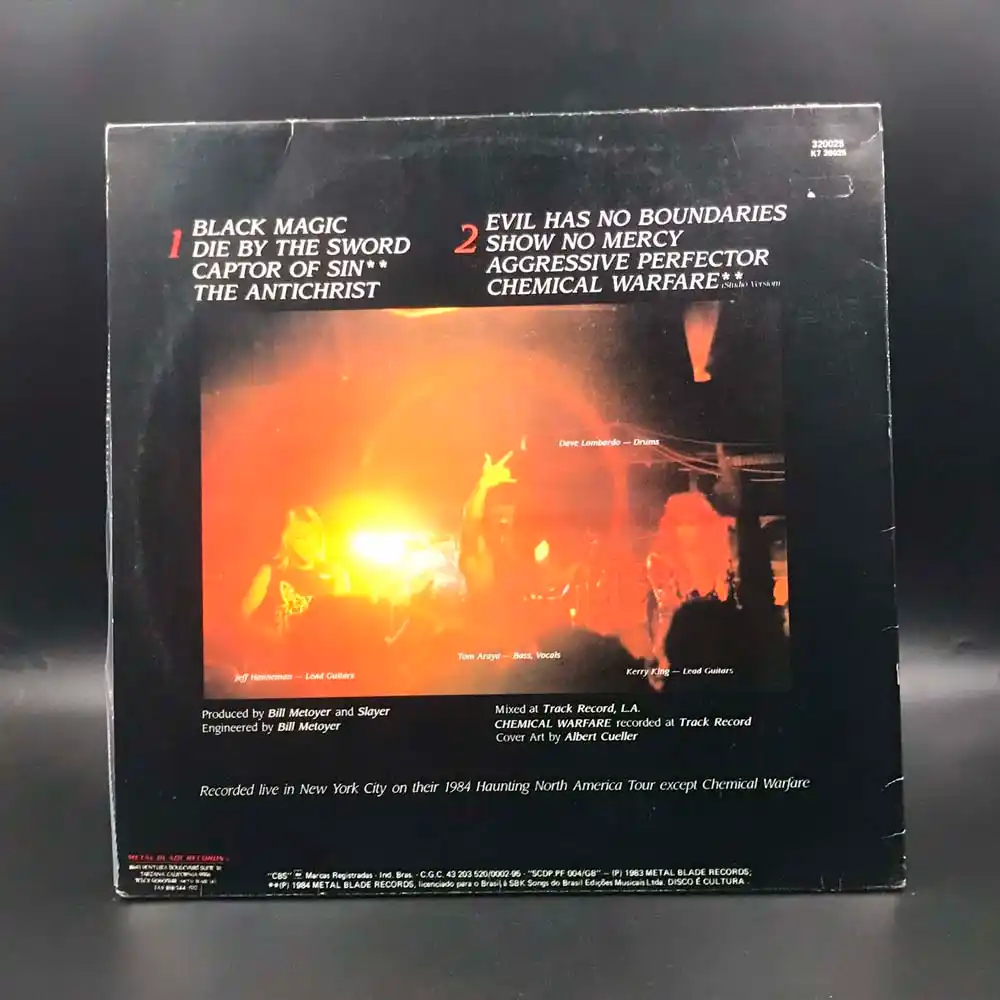 320025
1
BLACK MAGIC
DIE BY THE SWORD
CAPTOR OF SIN**
THE ANTICHRIST
2
EVIL HAS NO BOUNDARIES
SHOW NO MERCY
AGGRESSIVE PERFECTOR
CHEMICAL WARFARE** (Studio Version)
Dave Lombardo — Drums
Tom Araya — Bass, Vocals
Jeff Hanneman — Lead Guitars
Kerry King — Lead Guitars
Produced by Bill Metoyer and Slayer
Engineered by Bill Metoyer
Mixed at Track Record, L.A.
CHEMICAL WARFARE recorded at Track Record
Cover Art by Albert Cueller
Recorded live in New York City on their 1984 Haunting North America Tour except Chemical Warfare
METAL BLADE RECORDS
TARZANA, CALIFORNIA
"CBS" Marcas Registradas - Ind. Bras. - C.G.C. 43 203 520/0002-95 - "SCDP PF 004/GB" – (P) 1983 METAL BLADE RECORDS;
**(P) 1984 METAL BLADE RECORDS, licenciado para o Brasil à SBK Songs do Brasil Edições Musicais Ltda. DISCO É CULTURA.